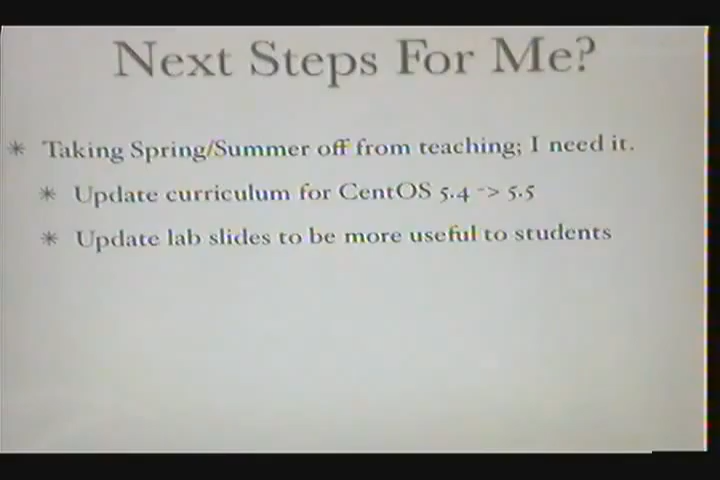 Next Steps For Me?
* Taking Spring/Summer off from teaching; I need it.
* Update curriculum for CentOS 5.4 -> 5.5
* Update lab slides to be more useful to students